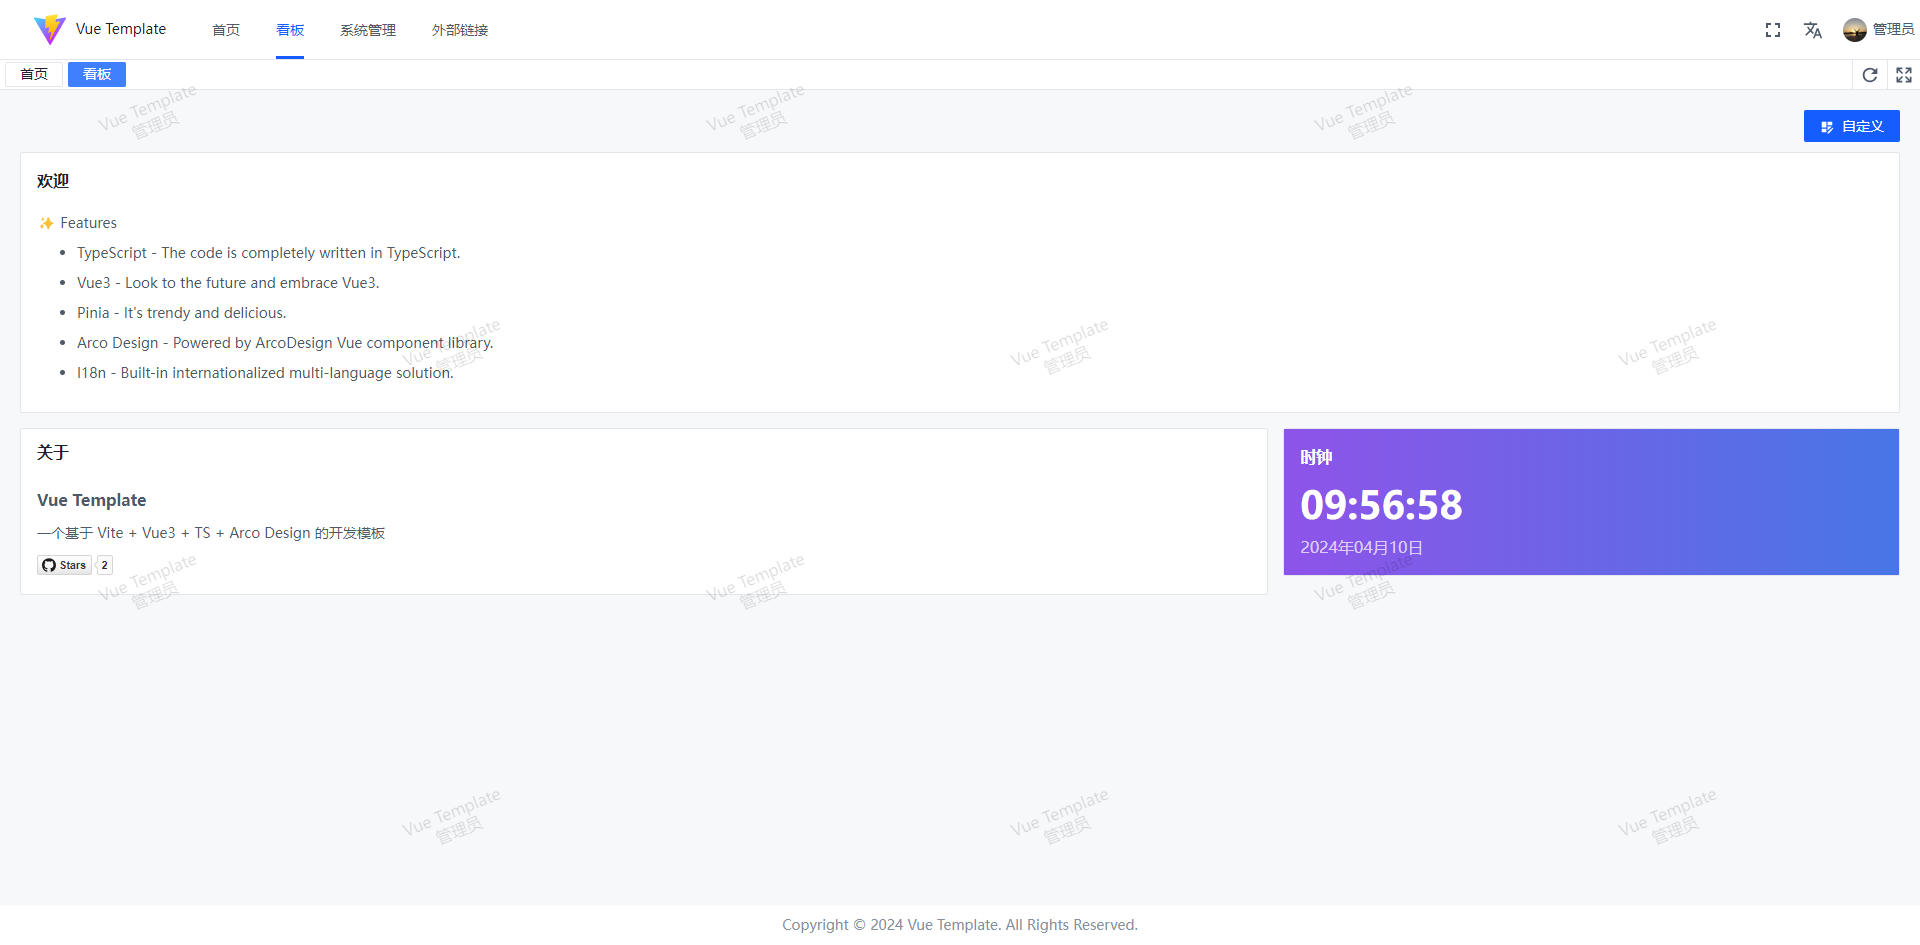 Vue Template
首页
看板
系统管理
外部链接
管理员
首页
看板
Vue Template
管理员
Vue Template
管理员
Vue Template
管理员
自定义
欢迎
✨ Features
• TypeScript - The code is completely written in TypeScript.
• Vue3 - Look to the future and embrace Vue3.
• Pinia - It's trendy and delicious.
• Arco Design - Powered by ArcoDesign Vue component library.
• I18n - Built-in internationalized multi-language solution.
Vue Template
管理员
Vue Template
管理员
Vue Template
管理员
关于
Vue Template
一个基于 Vite + Vue3 + TS + Arco Design 的开发模板
Stars 2
时钟
09:56:58
2024年04月10日
Vue Template
管理员
Vue Template
管理员
Vue Template
管理员
Vue Template
管理员
Vue Template
管理员
Vue Template
管理员
Copyright © 2024 Vue Template. All Rights Reserved.